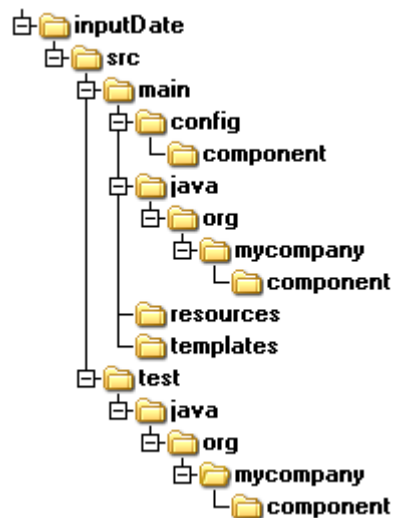 inputDate
src
main
config
component
java
org
mycompany
component
resources
templates
test
java
org
mycompany
component